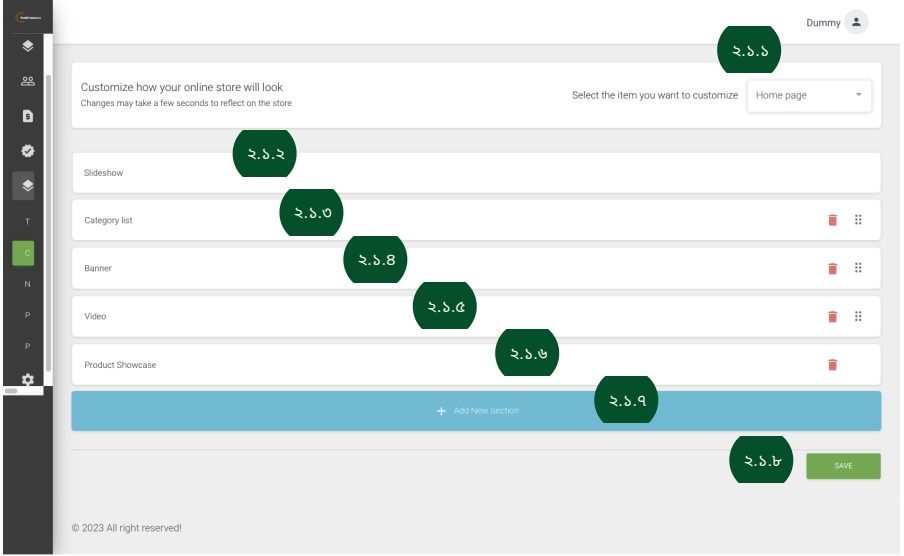 Dummy
২.১.১
Customize how your online store will look
Changes may take a few seconds to reflect on the store
Select the item you want to customize
Home page
২.১.২
Slideshow
২.১.৩
Category list
২.১.৪
Banner
২.১.৫
Video
২.১.৬
Product Showcase
২.১.৭
+ Add New Section
২.১.৮
SAVE
T
C
N
P
P
© 2023 All right reserved!